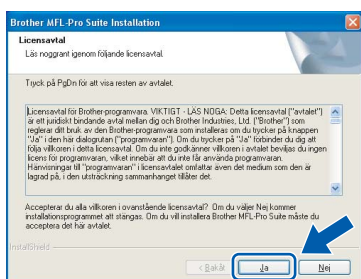 Brother MFL-Pro Suite Installation
Licensavtal
Läs noggrant igenom följande licensavtal.
Tryck på PgDn för att visa resten av avtalet.
Licensavtal för Brother-programvara. VIKTIGT - LÄS NOGA: Detta licensavtal ("avtalet")
är ett juridiskt bindande avtal mellan dig och Brother Industries, Ltd. ("Brother") som
reglerar ditt bruk av den Brother-programvara som installeras om du trycker på knappen
"Ja" i den här dialogrutan ("programvaran"). Om du trycker på "Ja" förbinder du dig att
följa villkoren i detta licensavtal. Om du inte godkänner villkoren i avtalet beviljas du ingen
licens för programvaran, vilket innebär att du inte får använda programvaran.
Hänvisningar till "programvaran" i licensavtalet omfattar även det medium som den är
lagrad på, i den utsträckning sammanhanget tillåter det.
Accepterar du alla villkoren i ovanstående licensavtal? Om du väljer Nej kommer
installationsprogrammet att stängas. Om du vill installera Brother MFL-Pro Suite måste du
acceptera det här avtalet.
InstallShield
< Bakåt Ja Nej